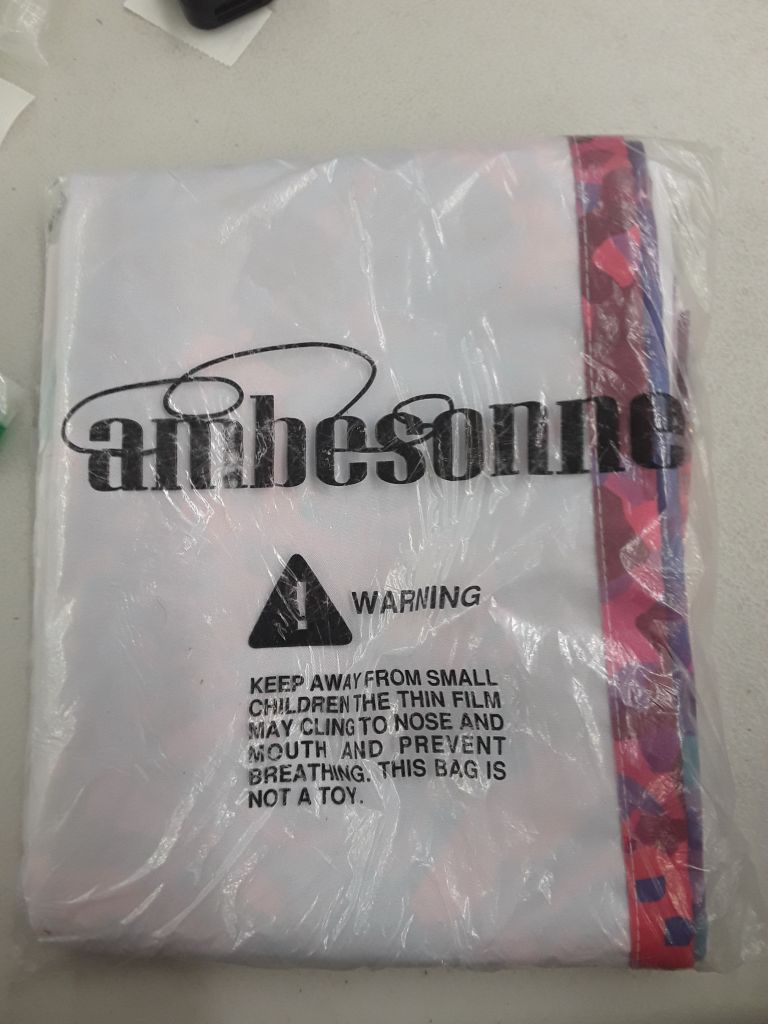 ambesonne
! WARNING
KEEP AWAY FROM SMALL
CHILDREN THE THIN FILM
MAY CLING TO NOSE AND
MOUTH AND PREVENT
BREATHING. THIS BAG IS
NOT A TOY.